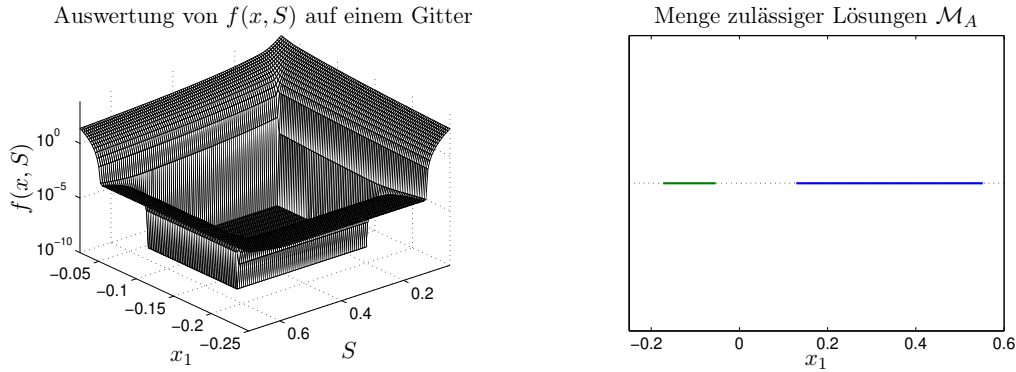 Auswertung von f(x, S) auf einem Gitter
f(x, S)
10^0
10^−5
10^−10
−0.05
−0.1
−0.15
−0.2
−0.25
x_1
0.6
0.4
0.2
S
Menge zulässiger Lösungen M_A
−0.2
0
0.2
0.4
0.6
x_1